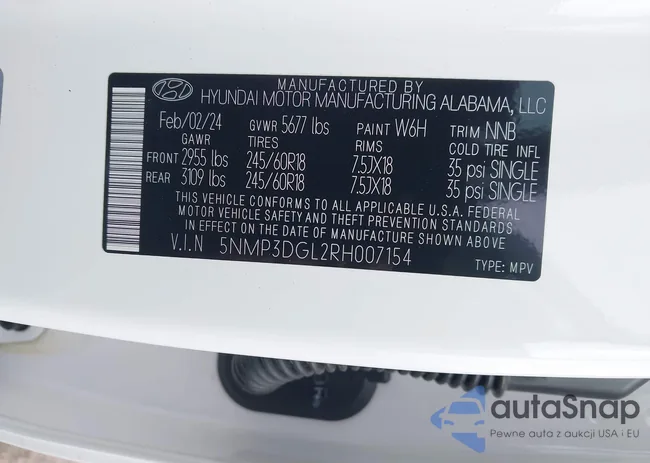 MANUFACTURED BY
HYUNDAI MOTOR MANUFACTURING ALABAMA, LLC
Feb/02/24 GVWR 5677 lbs PAINT W6H TRIM NNB
GAWR TIRES RIMS COLD TIRE INFL
FRONT 2955 lbs 245/60R18 7.5JX18 35 psi SINGLE
REAR 3109 lbs 245/60R18 7.5JX18 35 psi SINGLE
THIS VEHICLE CONFORMS TO ALL APPLICABLE U.S.A. FEDERAL
MOTOR VEHICLE SAFETY AND THEFT PREVENTION STANDARDS
IN EFFECT ON THE DATE OF MANUFACTURE SHOWN ABOVE
V.I.N 5NMP3DGL2RH007154
TYPE: MPV
autaSnap
Pewne auta z aukcji USA i EU